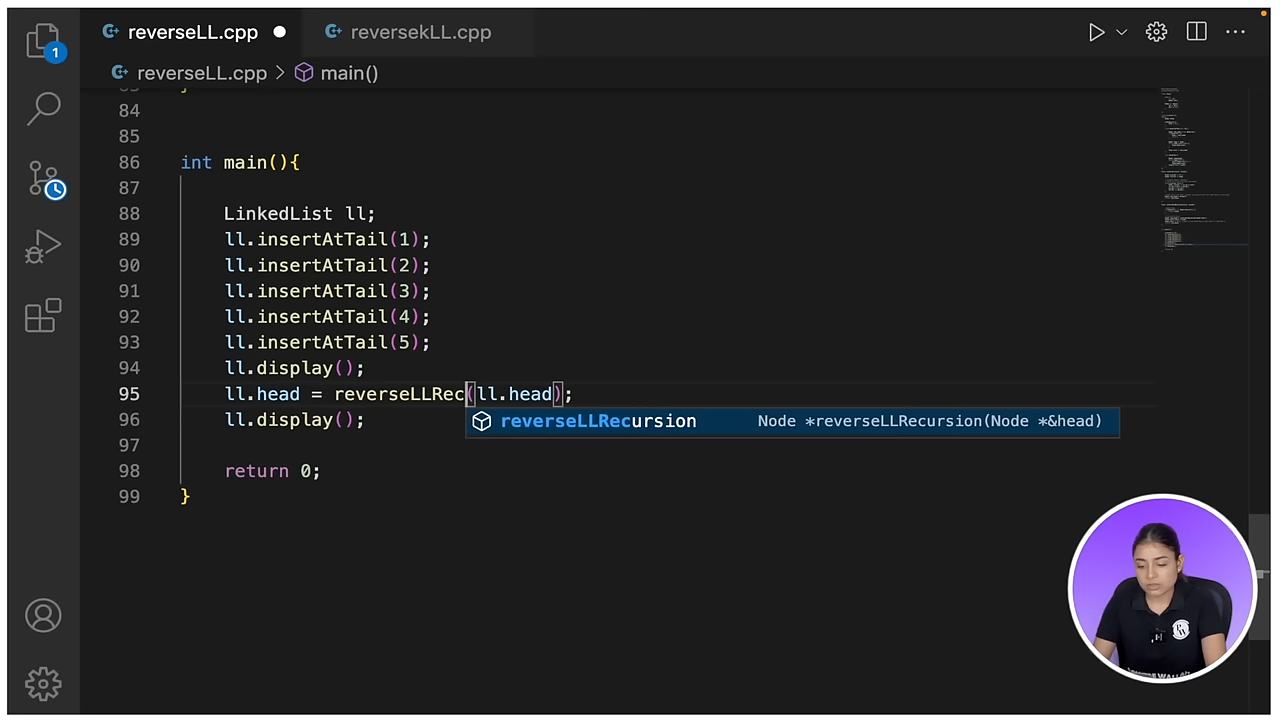 reverseLL.cpp
reversekLL.cpp
1
reverseLL.cpp > main()
84
85
86 int main(){
87
88 LinkedList ll;
89 ll.insertAtTail(1);
90 ll.insertAtTail(2);
91 ll.insertAtTail(3);
92 ll.insertAtTail(4);
93 ll.insertAtTail(5);
94 ll.display();
95 ll.head = reverseLLRec(ll.head);
96 ll.display();
reverseLLRecursion Node *reverseLLRecursion(Node *&head)
97
98 return 0;
99 }
PW